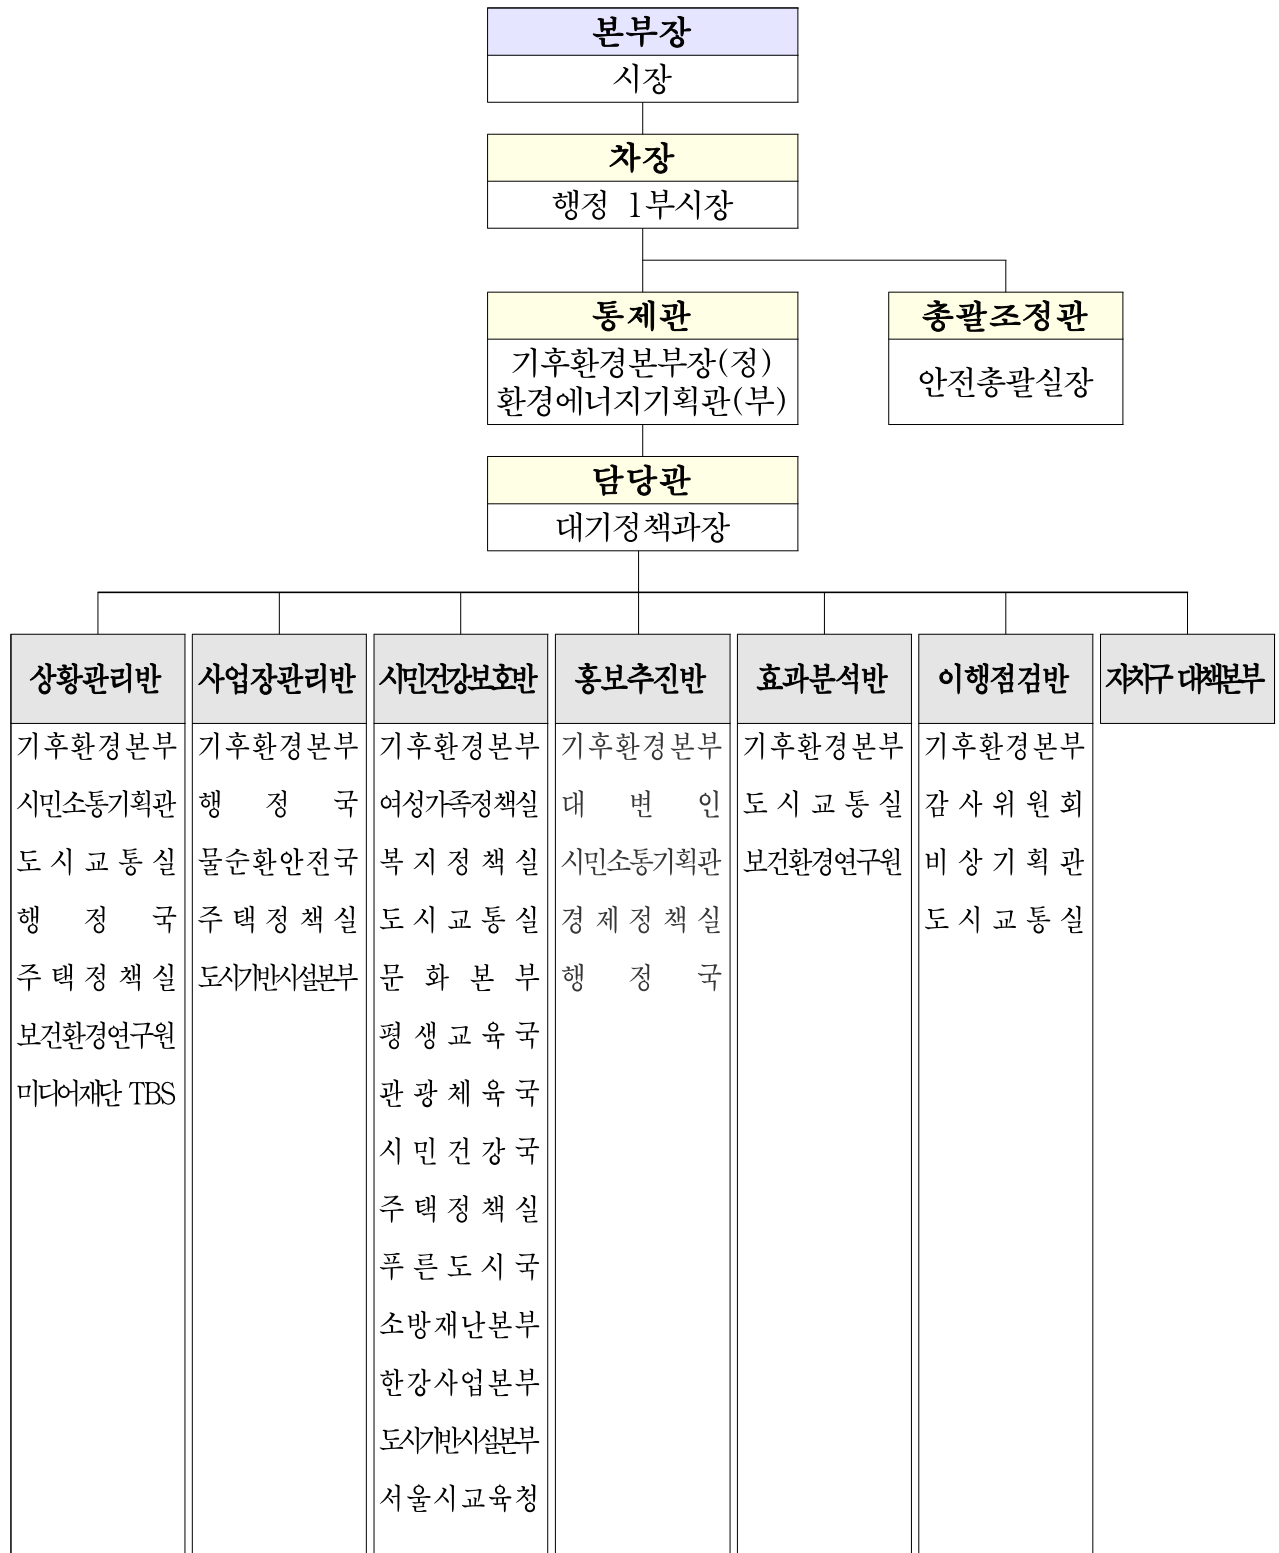 본부장
시장
차장
행정 1부시장
통제관
기후환경본부장(정)
환경에너지기획관(부)
총괄조정관
안전총괄실장
담당관
대기정책과장
상황관리반
기후환경본부
시민소통기획관
도시교통실
행정국
주택정책실
보건환경연구원
미디어재단 TBS
사업장관리반
기후환경본부
행정국
물순환안전국
주택정책실
도시기반시설본부
시민건강보호반
기후환경본부
여성가족정책실
복지정책실
도시교통실
문화본부
평생교육국
관광체육국
시민건강국
주택정책실
푸른도시국
소방재난본부
한강사업본부
도시기반시설본부
서울시교육청
홍보추진반
기후환경본부
대변인
시민소통기획관
경제정책실
행정국
효과분석반
기후환경본부
도시교통실
보건환경연구원
이행점검반
기후환경본부
감사위원회
비상기획관
도시교통실
자치구 대책본부